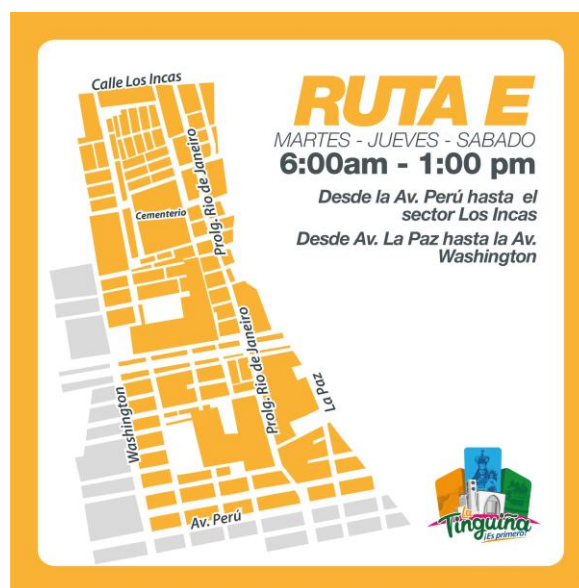 RUTA E
MARTES - JUEVES - SABADO
6:00am - 1:00 pm
Desde la Av. Perú hasta el
sector Los Incas
Desde Av. La Paz hasta la Av.
Washington
Calle Los Incas
Prolg. Rio de Janeiro
Cementerio
Prolg. Rio de Janeiro
La Paz
Washington
Av. Perú
La
Tinguiña
¡Es primero!